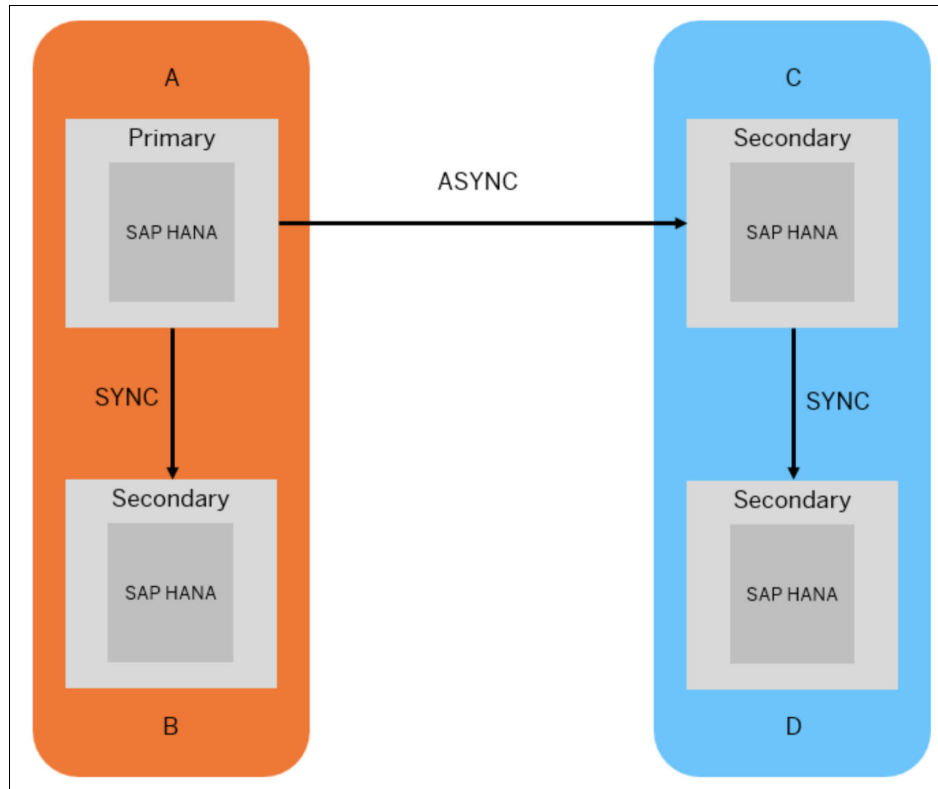 A
Primary
SAP HANA
ASYNC
C
Secondary
SAP HANA
SYNC
SYNC
Secondary
SAP HANA
B
Secondary
SAP HANA
D